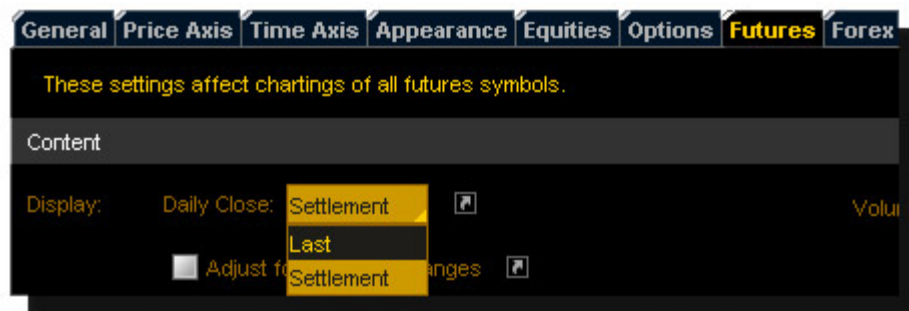 General Price Axis Time Axis Appearance Equities Options Futures Forex
These settings affect chartings of all futures symbols.
Content
Display: Daily Close: Settlement
Last
Adjust
Settlement